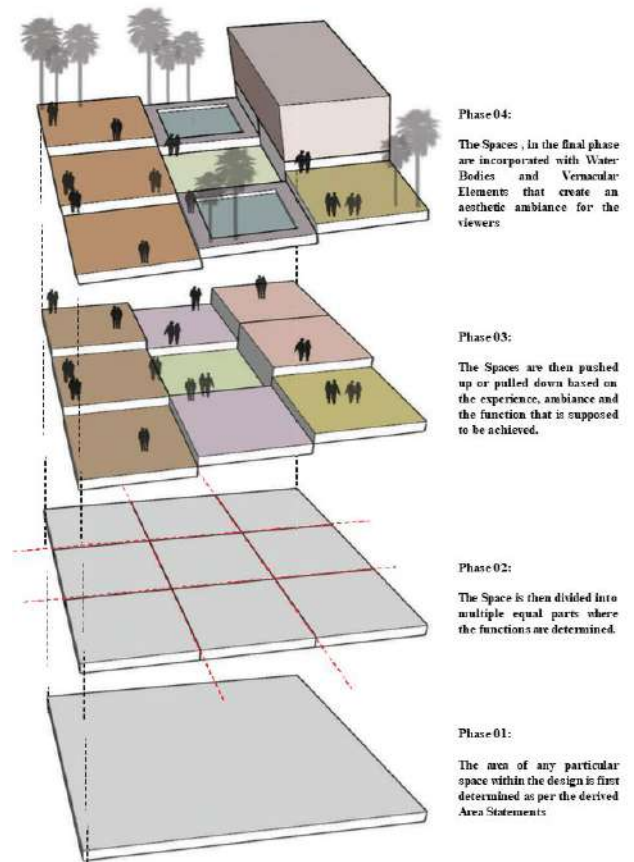 Phase 04:
The Spaces , in the final phase
are incorporated with Water
Bodies and Vernacular
Elements that create an
aesthetic ambiance for the
viewers
Phase 03:
The Spaces are then pushed
up or pulled down based on
the experience, ambiance and
the function that is supposed
to be achieved.
Phase 02:
The Space is then divided into
multiple equal parts where
the functions are determined.
Phase 01:
The area of any particular
space within the design is first
determined as per the derived
Area Statements